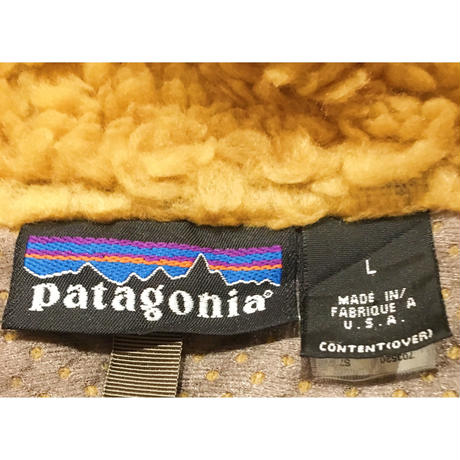 patagonia®
L
MADE IN/
FABRIQUE A
U.S.A.
CONTENT(OVER)